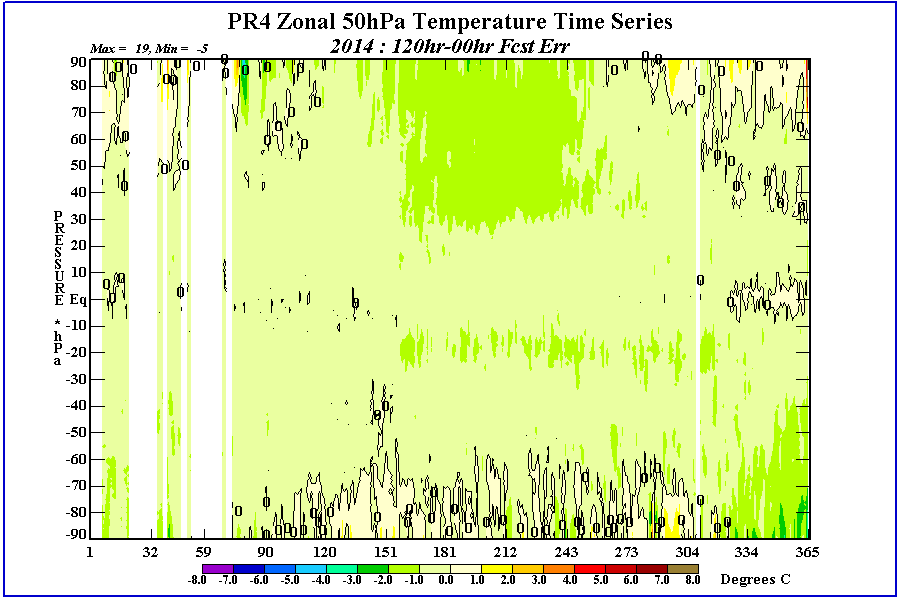 PR4 Zonal 50hPa Temperature Time Series
2014 : 120hr-00hr Fcst Err
Max = 19, Min = -5
90
80
70
60
50
40
30
20
10
Eq
-10
-20
-30
-40
-50
-60
-70
-80
-90
PRESSURE * hPa
1 32 59 90 120 151 181 212 243 273 304 334 365
-8.0 -7.0 -6.0 -5.0 -4.0 -3.0 -2.0 -1.0 0.0 1.0 2.0 3.0 4.0 5.0 6.0 7.0 8.0 Degrees C